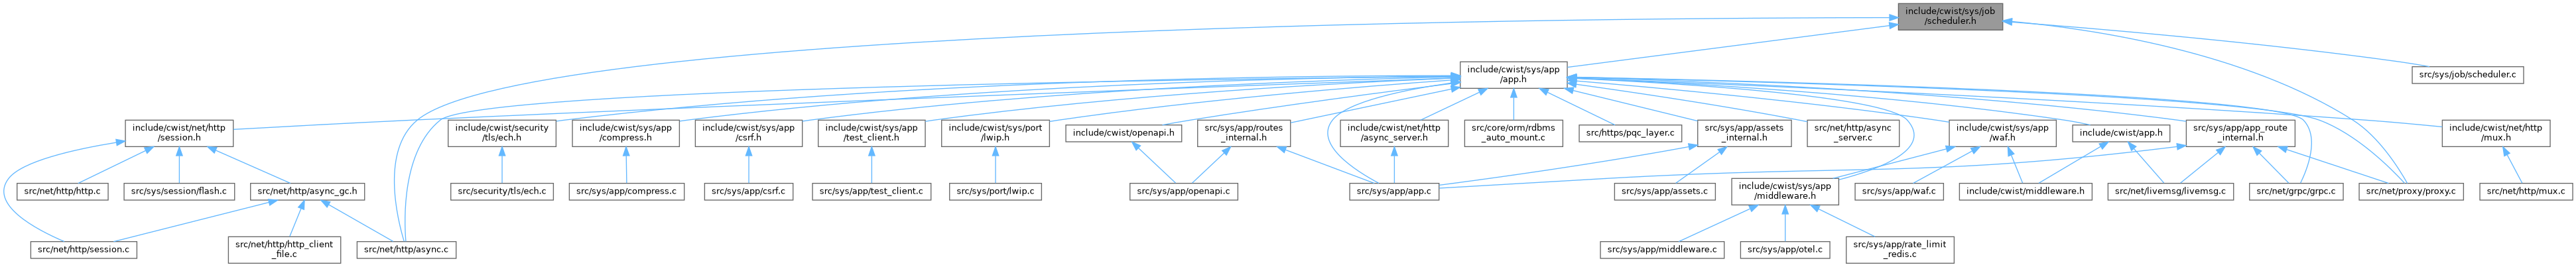 include/cwist/sys/job
/scheduler.h
include/cwist/sys/app
/app.h
src/sys/job/scheduler.c
include/cwist/net/http
/session.h
include/cwist/security
/tls/ech.h
include/cwist/sys/app
/compress.h
include/cwist/sys/app
/csrf.h
include/cwist/sys/app
/test_client.h
include/cwist/sys/port
/lwip.h
include/cwist/openapi.h
src/sys/app/routes
_internal.h
include/cwist/net/http
/async_server.h
src/core/orm/rdbms
_auto_mount.c
src/https/pqc_layer.c
src/sys/app/assets
_internal.h
src/net/http/async
_server.c
include/cwist/sys/app
/waf.h
include/cwist/app.h
src/sys/app/app_route
_internal.h
include/cwist/net/http
/mux.h
src/net/http/http.c
src/sys/session/flash.c
src/net/http/async_gc.h
src/security/tls/ech.c
src/sys/app/compress.c
src/sys/app/csrf.c
src/sys/app/test_client.c
src/sys/port/lwip.c
src/sys/app/openapi.c
src/sys/app/app.c
src/sys/app/assets.c
include/cwist/sys/app
/middleware.h
src/sys/app/waf.c
include/cwist/middleware.h
src/net/livemsg/livemsg.c
src/net/grpc/grpc.c
src/net/proxy/proxy.c
src/net/http/mux.c
src/net/http/session.c
src/net/http/http_client
_file.c
src/net/http/async.c
src/sys/app/middleware.c
src/sys/app/otel.c
src/sys/app/rate_limit
_redis.c